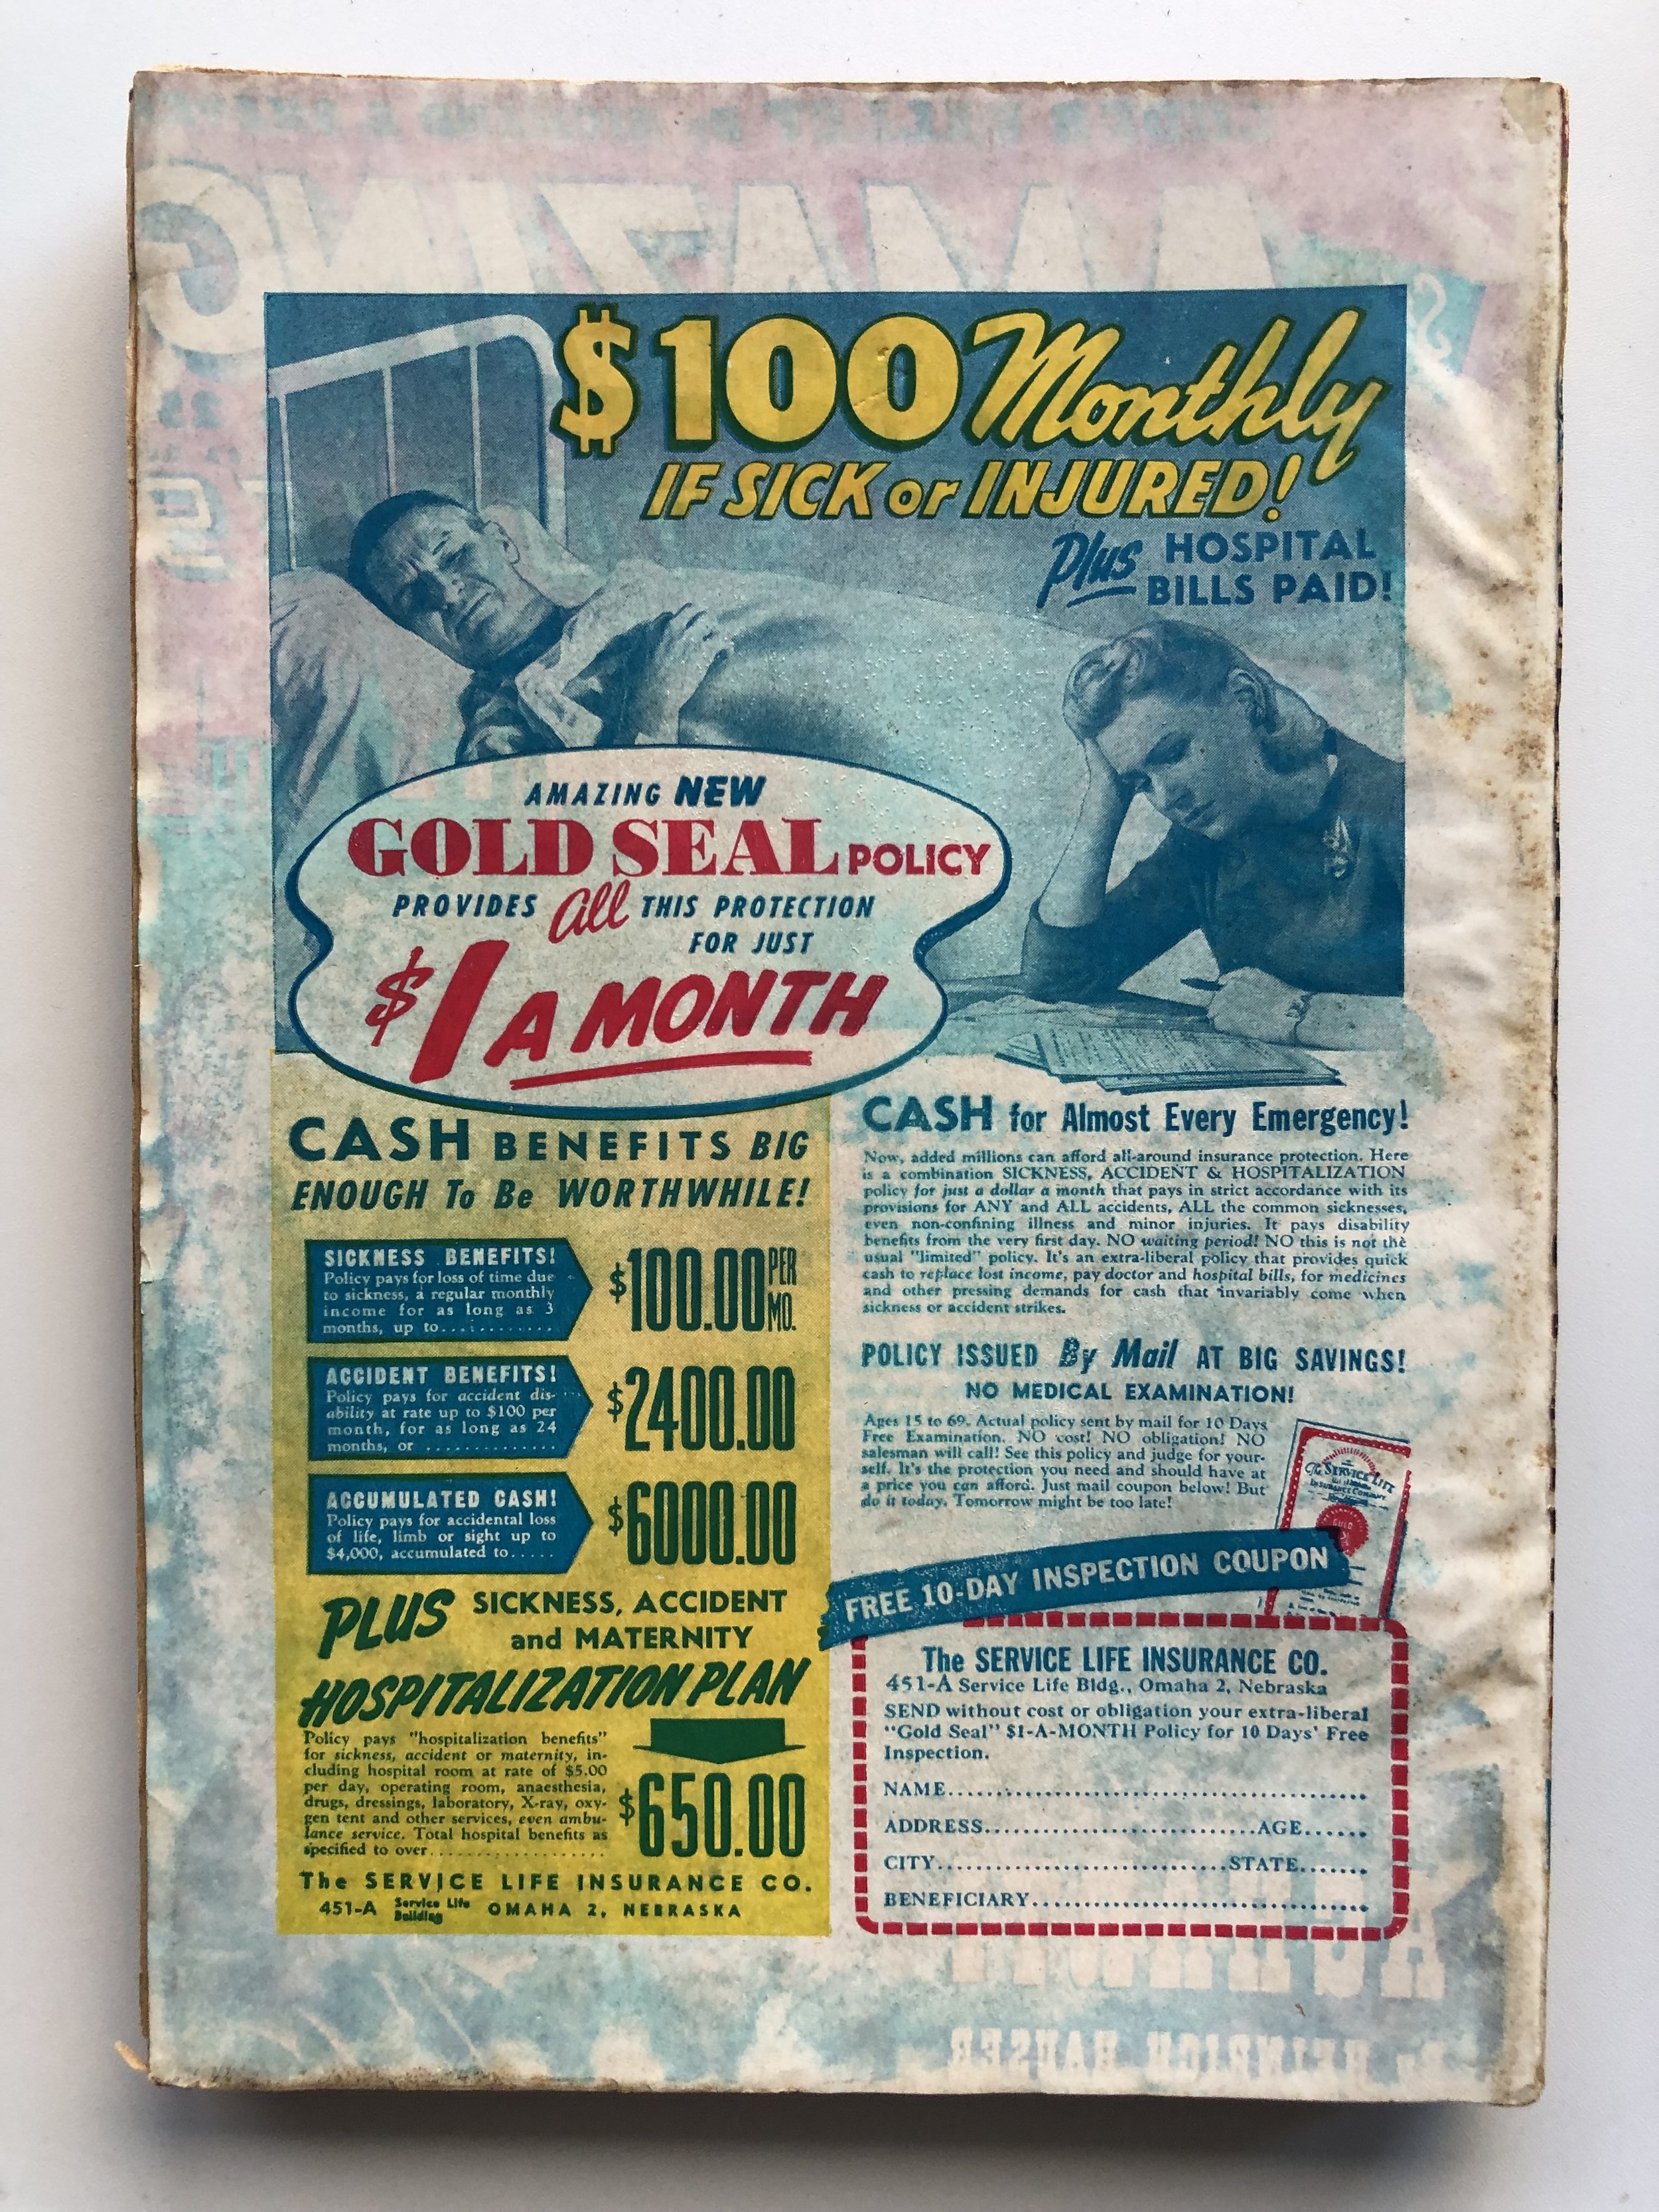 $100 Monthly
IF SICK or INJURED!
Plus HOSPITAL
BILLS PAID!
AMAZING NEW
GOLD SEAL POLICY
PROVIDES All THIS PROTECTION
FOR JUST
$1 A MONTH
CASH BENEFITS BIG
ENOUGH To Be WORTHWHILE!
SICKNESS BENEFITS!
Policy pays for loss of time due
to sickness, a regular monthly
income for as long as 3
months, up to.............
$100.00 PER MO.
ACCIDENT BENEFITS!
Policy pays for accident dis-
ability at rate up to $100 per
month, for as long as 24
months, or ..............
$2400.00
ACCUMULATED CASH!
Policy pays for accidental loss
of life, limb or sight up to
$4,000, accumulated to.....
$6000.00
PLUS SICKNESS, ACCIDENT
and MATERNITY
HOSPITALIZATION PLAN
Policy pays "hospitalization benefits"
for sickness, accident or maternity, in-
cluding hospital room at rate of $5.00
per day, operating room, anaesthesia,
drugs, dressings, laboratory, X-ray, oxy-
gen tent and other services, even ambu-
lance service. Total hospital benefits as
specified to over....................
$650.00
The SERVICE LIFE INSURANCE CO.
451-A Service Life Building OMAHA 2, NEBRASKA
CASH for Almost Every Emergency!
Now, added millions can afford all-around insurance protection. Here
is a combination SICKNESS, ACCIDENT & HOSPITALIZATION
policy for just a dollar a month that pays in strict accordance with its
provisions for ANY and ALL accidents, ALL the common sicknesses,
even non-confining illness and minor injuries. It pays disability
benefits from the very first day. NO waiting period! NO this is not the
usual "limited" policy. It's an extra-liberal policy that provides quick
cash to replace lost income, pay doctor and hospital bills, for medicines
and other pressing demands for cash that invariably come when
sickness or accident strikes.
POLICY ISSUED By Mail AT BIG SAVINGS!
NO MEDICAL EXAMINATION!
Ages 15 to 69. Actual policy sent by mail for 10 Days
Free Examination. NO cost! NO obligation! NO
salesman will call! See this policy and judge for your-
self. It's the protection you need and should have at
a price you can afford. Just mail coupon below! But
do it today. Tomorrow might be too late!
The SERVICE LIFE
INSURANCE COMPANY
GOLD
FREE 10-DAY INSPECTION COUPON
The SERVICE LIFE INSURANCE CO.
451-A Service Life Bldg., Omaha 2, Nebraska
SEND without cost or obligation your extra-liberal
"Gold Seal" $1-A-MONTH Policy for 10 Days' Free
Inspection.
NAME..........................................
ADDRESS...........................AGE......
CITY.............................STATE.......
BENEFICIARY..................................
AMAZING
By HEINRICH HAUSER